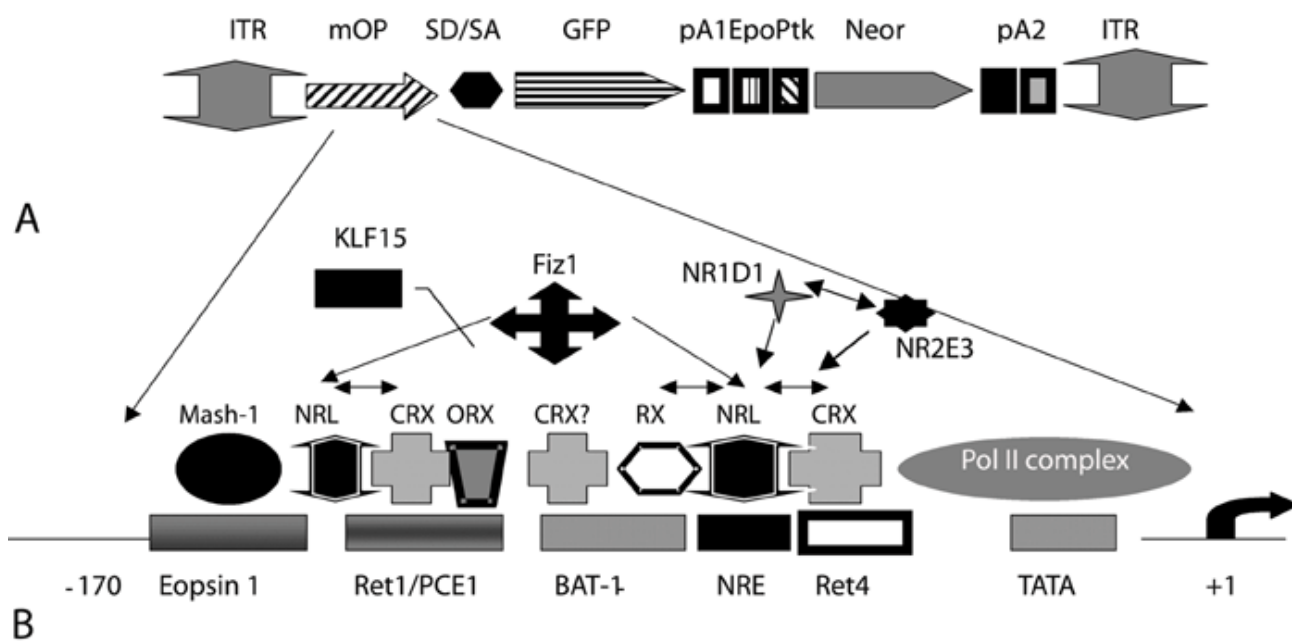 ITR mOP SD/SA GFP pA1EpoPtk Neor pA2 ITR
A
KLF15
Fiz1
NR1D1
NR2E3
Mash-1 NRL CRX ORX CRX? RX NRL CRX
Pol II complex
-170 Eopsin 1 Ret1/PCE1 BAT-1- NRE Ret4 TATA +1
B